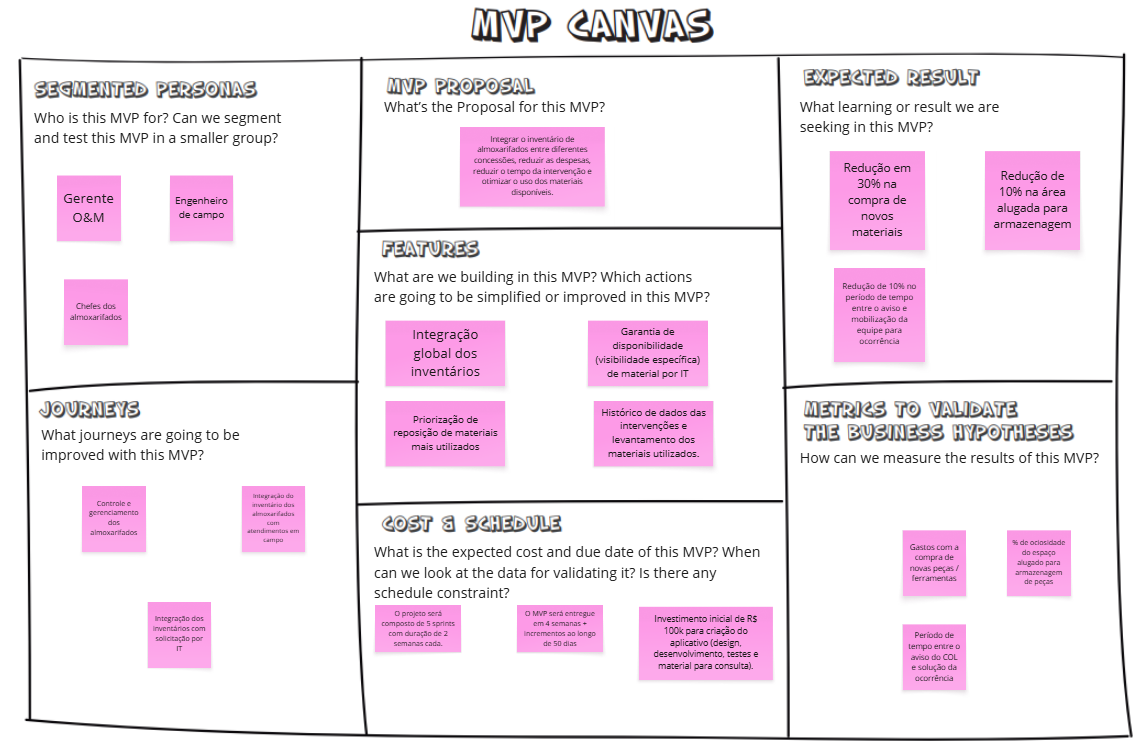 MVP CANVAS
SEGMENTED PERSONAS
Who is this MVP for? Can we segment
and test this MVP in a smaller group?
Gerente
O&M
Engenheiro
de campo
Chefes dos
almoxarifados
MVP PROPOSAL
What's the Proposal for this MVP?
Integrar o inventário de
almoxarifados entre diferentes
concessões, reduzir as despesas,
reduzir o tempo da intervenção e
otimizar o uso dos materiais
disponíveis.
EXPECTED RESULT
What learning or result we are
seeking in this MVP?
Redução em
30% na
compra de
novos
materiais
Redução de
10% na área
alugada para
armazenagem
Redução de 10% no
período de tempo
entre o aviso e
mobilização da
equipe para
ocorrência
FEATURES
What are we building in this MVP? Which actions
are going to be simplified or improved in this MVP?
Integração
global dos
inventários
Garantia de
disponibilidade
(visibilidade específica)
de material por IT
Priorização de
reposição de materiais
mais utilizados
Histórico de dados das
intervenções e
levantamento dos
materiais utilizados.
JOURNEYS
What journeys are going to be
improved with this MVP?
Controle e
gerenciamento
dos
almoxarifados
Integração do
inventário dos
almoxarifados
com
atendimentos em
campo
Integração dos
inventários com
solicitação por
IT
COST & SCHEDULE
What is the expected cost and due date of this MVP? When
can we look at the data for validating it? Is there any
schedule constraint?
O projeto será
composto de 5 sprints
com duração de 2
semanas cada.
O MVP será entregue
em 4 semanas +
incrementos ao longo
de 50 dias
Investimento inicial de R$
100k para criação do
aplicativo (design,
desenvolvimento, testes e
material para consulta).
METRICS TO VALIDATE
THE BUSINESS HYPOTHESES
How can we measure the results of this MVP?
Gastos com a
compra de
novas peças /
ferramentas
% de ociosidade
do espaço
alugado para
armazenagem
de peças
Período de
tempo entre o
aviso do COL
e solução da
ocorrência